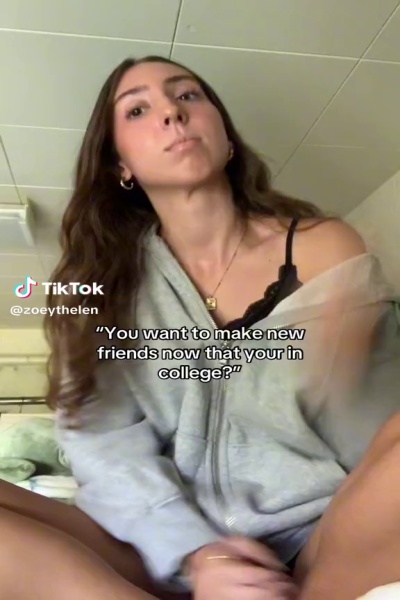 TikTok
@zoeythelen
“You want to make new
friends now that your in
college?”